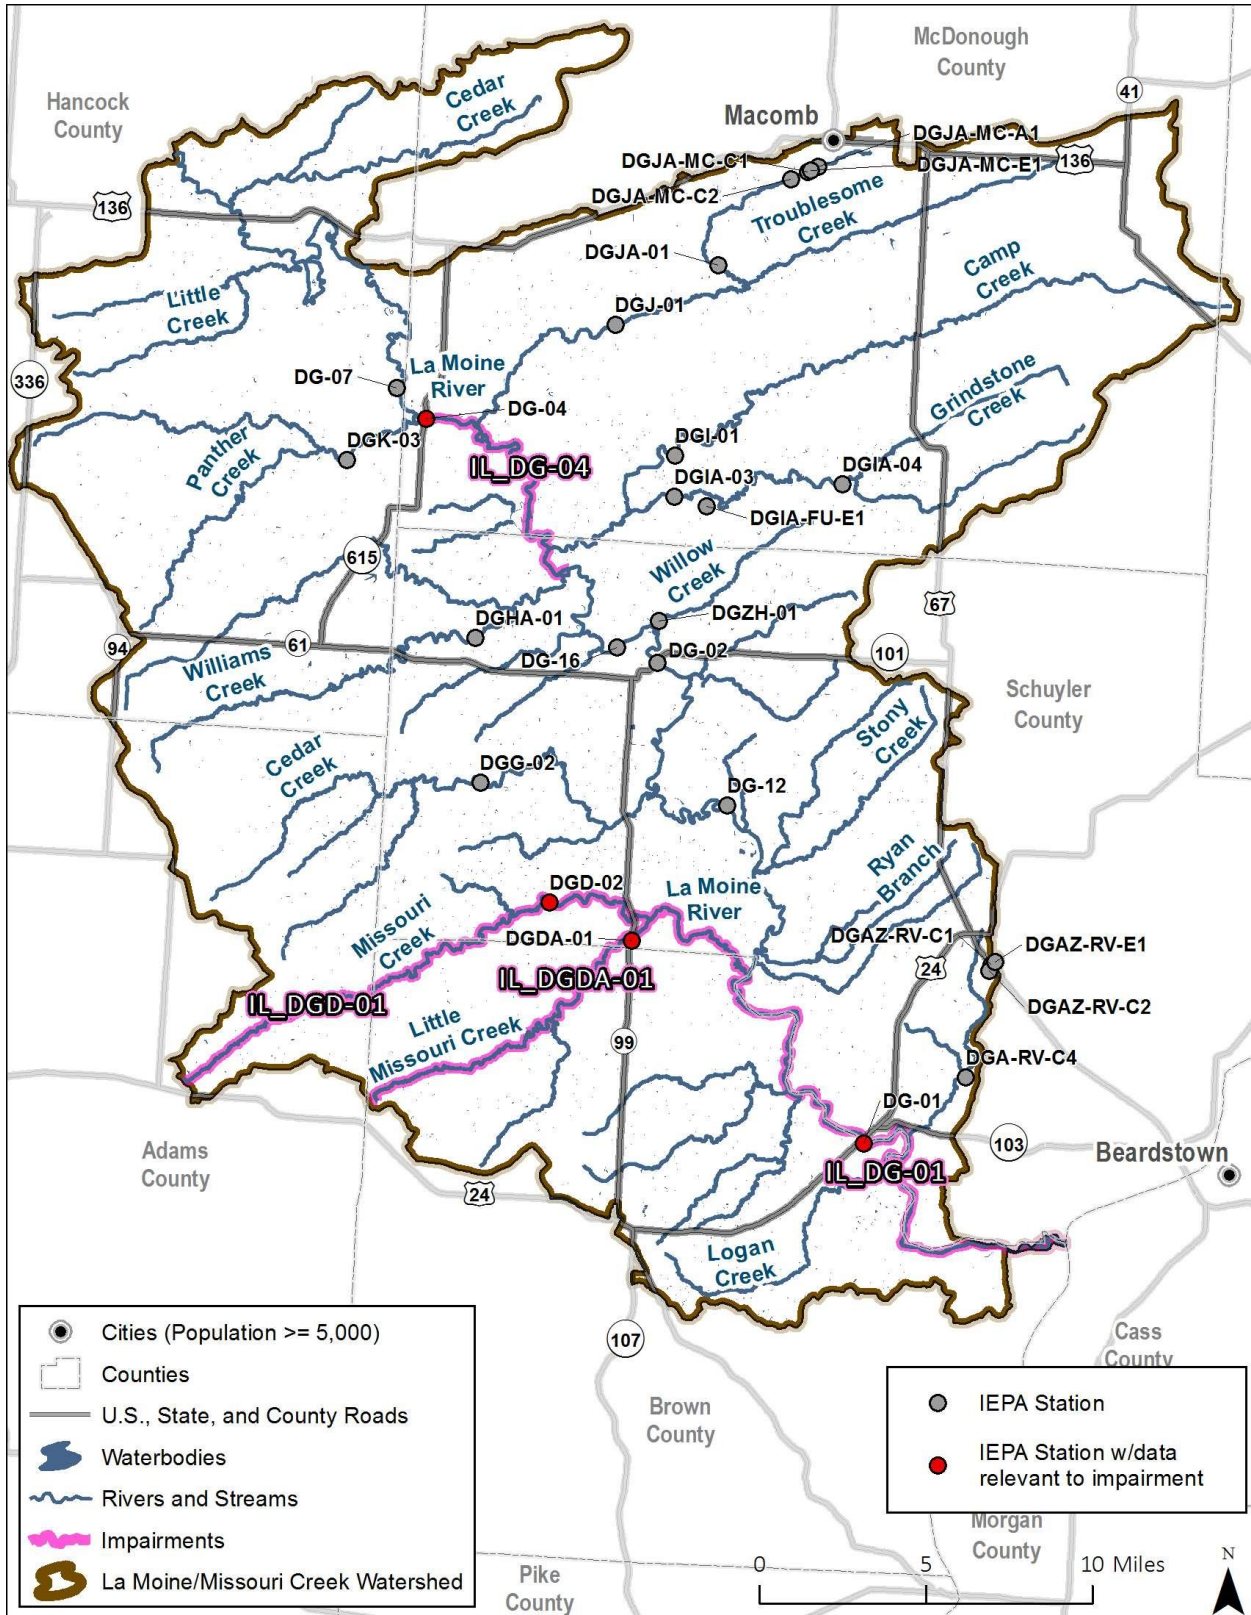 McDonough
County
Hancock
County
Cedar
Creek
41
Macomb
DGJA-MC-A1
DGJA-MC-C1
DGJA-MC-E1
136
DGJA-MC-C2
136
Troublesome
Creek
DGJA-01
Camp
Creek
Little
Creek
DGJ-01
La Moine
River
336
DG-07
Grindstone
Creek
DG-04
DGK-03
DGI-01
Panther
Creek
IL_DG-04
DGIA-03
DGIA-04
DGIA-FU-E1
615
Willow
Creek
67
DGHA-01
DGZH-01
94
61
DG-16
DG-02
101
Williams
Creek
Schuyler
County
Stony
Creek
Cedar
Creek
DGG-02
DG-12
Ryan
Branch
DGD-02
La Moine
River
Missouri
Creek
DGDA-01
DGAZ-RV-C1
DGAZ-RV-E1
24
IL_DGDA-01
IL_DGD-01
DGAZ-RV-C2
Little
Missouri Creek
99
DGA-RV-C4
DG-01
Adams
County
103
Beardstown
IL_DG-01
24
Logan
Creek
107
Cass
County
Brown
County
Morgan
County
Pike
County
Cities (Population >= 5,000)
Counties
U.S., State, and County Roads
Waterbodies
Rivers and Streams
Impairments
La Moine/Missouri Creek Watershed
IEPA Station
IEPA Station w/data
relevant to impairment
0 5 10 Miles
N